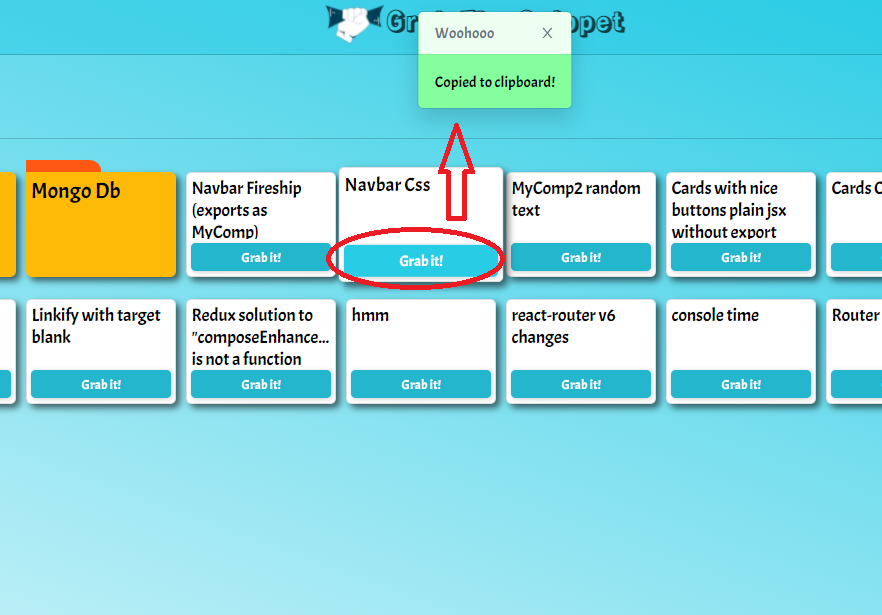 Woohooo
Copied to clipboard!
Mongo Db
Navbar Fireship
(exports as
MyComp)
Grab it!
Navbar Css
Grab it!
MyComp2 random
text
Grab it!
Cards with nice
buttons plain jsx
without export
Grab it!
Cards
Linkify with target
blank
Grab it!
Redux solution to
"composeEnhance...
is not a function
Grab it!
hmm
Grab it!
react-router v6
changes
Grab it!
console time
Grab it!
Router